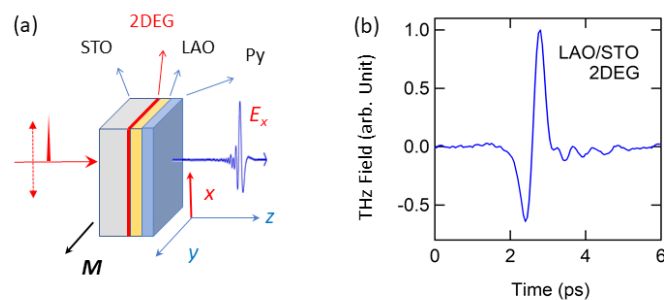 (a)
2DEG
STO
LAO
Py
E_x
x
z
y
M
(b)
THz Field (arb. Unit)
1.0
0.5
0.0
-0.5
LAO/STO
2DEG
0
2
4
6
Time (ps)